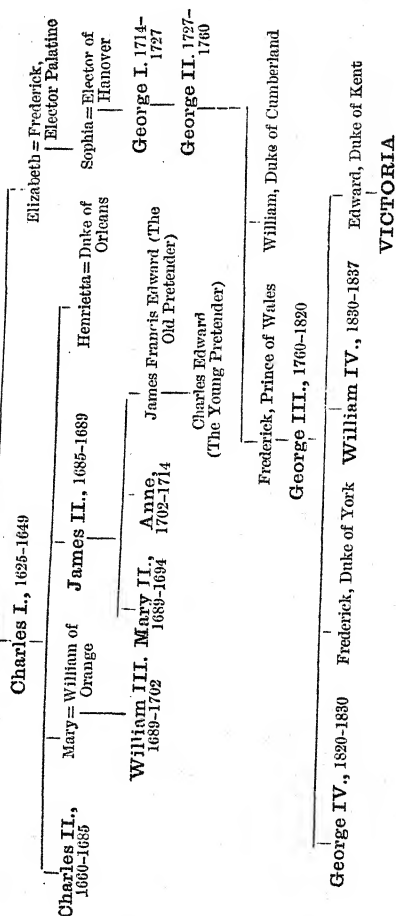 Charles I., 1625-1649
Elizabeth = Frederick,
Elector Palatine
Charles II.,
1660-1685
Mary = William of
Orange
James II., 1685-1689
Henrietta = Duke of
Orleans
Sophia = Elector of
Hanover
William III.
1689-1702
Mary II.,
1689-1694
Anne,
1702-1714
James Francis Edward (The
Old Pretender)
George I. 1714-
1727
Charles Edward
(The Young Pretender)
George II. 1727-
1760
Frederick, Prince of Wales
William, Duke of Cumberland
George III., 1760-1820
George IV., 1820-1830
Frederick, Duke of York
William IV., 1830-1837
Edward, Duke of Kent
VICTORIA